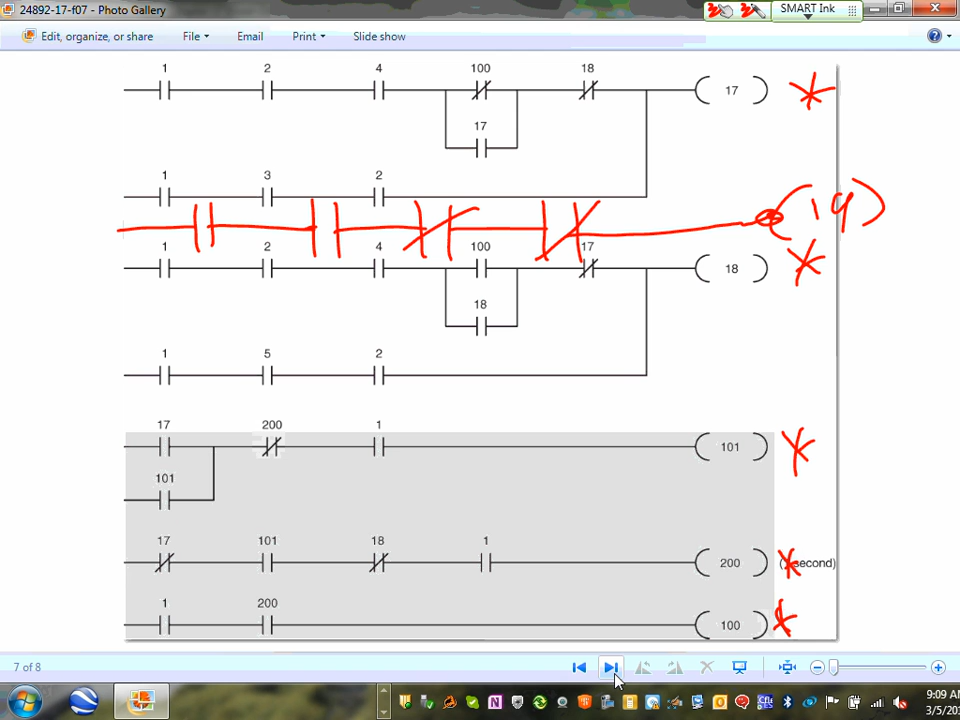 24892-17-f07 - Photo Gallery
SMART Ink
Edit, organize, or share File Email Print Slide show
1 2 4 100 18
17
17
1 3 2
(19)
1 2 4 100 17
18
18
1 5 2
17 200 1
101
101
17 101 18 1
200 second)
1 200
100
7 of 8
9:09 AM
3/5/20